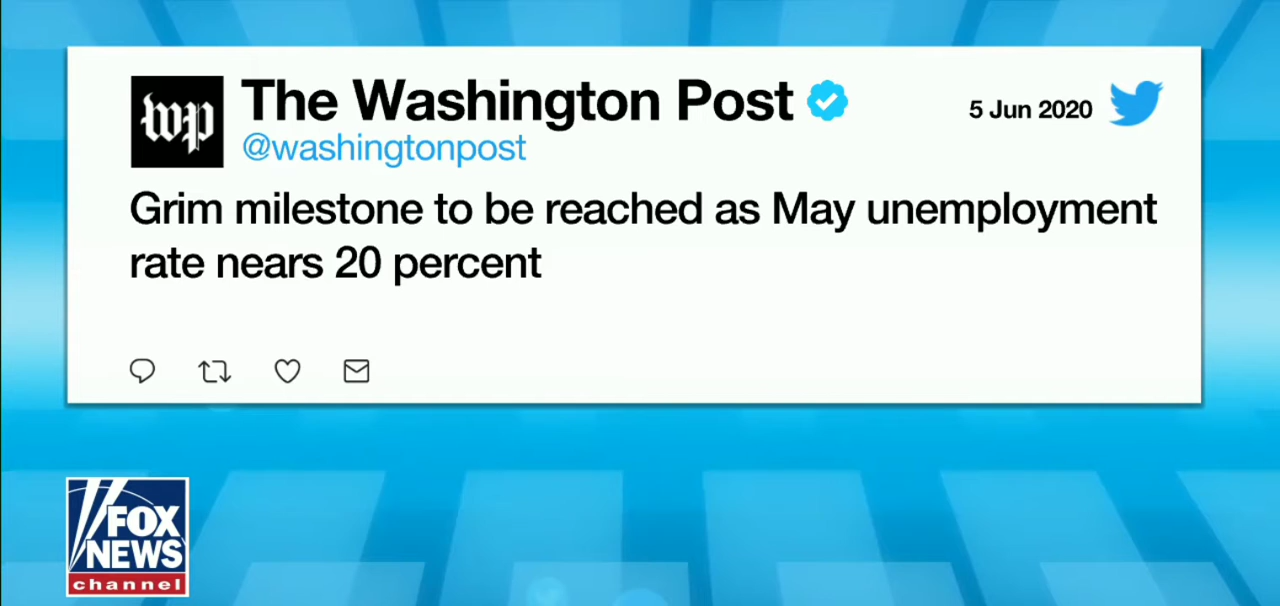 wp
The Washington Post
5 Jun 2020
@washingtonpost
Grim milestone to be reached as May unemployment
rate nears 20 percent
FOX
NEWS
channel